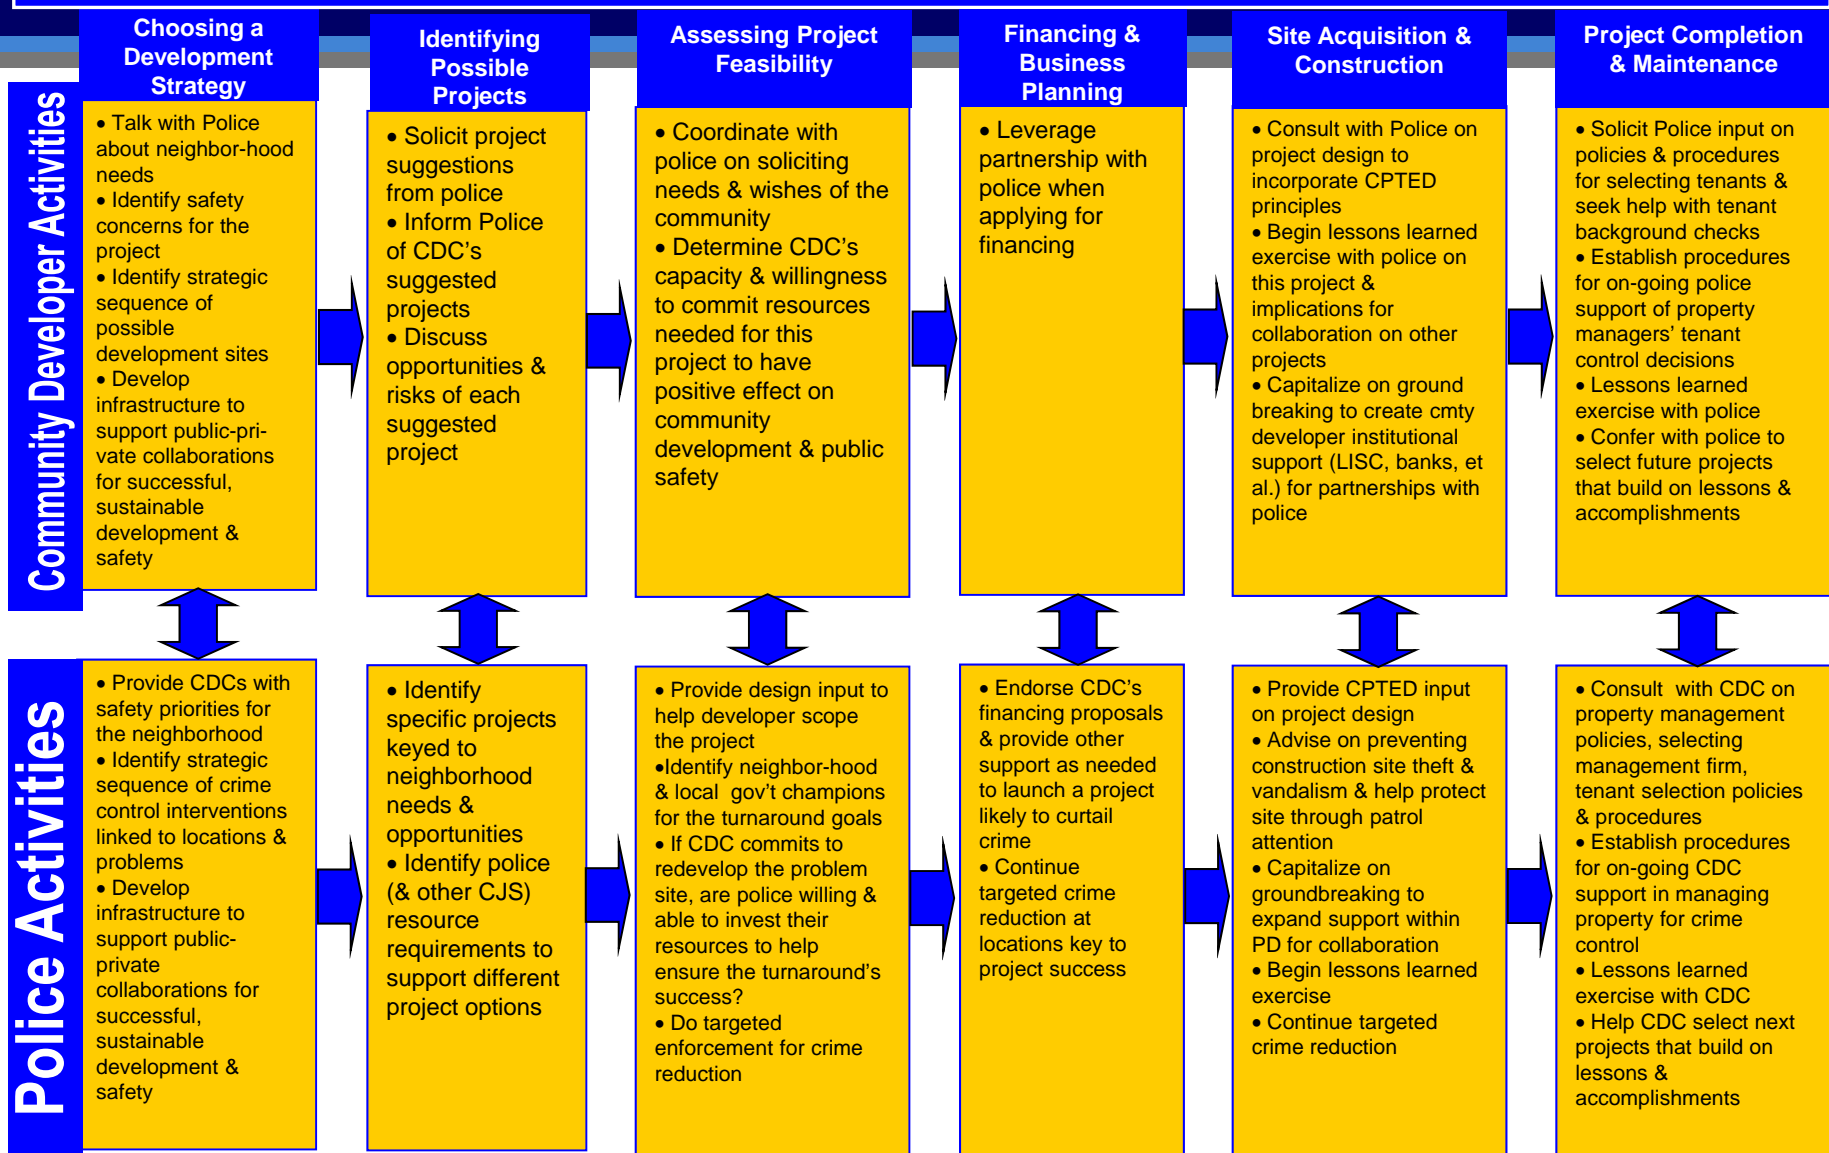 Choosing a
Development
Strategy
Identifying
Possible
Projects
Assessing Project
Feasibility
Financing &
Business
Planning
Site Acquisition &
Construction
Project Completion
& Maintenance
Community Developer Activities
• Talk with Police
about neighbor-hood
needs
• Identify safety
concerns for the
project
• Identify strategic
sequence of
possible
development sites
• Develop
infrastructure to
support public-pri-
vate collaborations
for successful,
sustainable
development &
safety
• Solicit project
suggestions
from police
• Inform Police
of CDC’s
suggested
projects
• Discuss
opportunities &
risks of each
suggested
project
• Coordinate with
police on soliciting
needs & wishes of the
community
• Determine CDC’s
capacity & willingness
to commit resources
needed for this
project to have
positive effect on
community
development & public
safety
• Leverage
partnership with
police when
applying for
financing
• Consult with Police on
project design to
incorporate CPTED
principles
• Begin lessons learned
exercise with police on
this project &
implications for
collaboration on other
projects
• Capitalize on ground
breaking to create cmty
developer institutional
support (LISC, banks, et
al.) for partnerships with
police
• Solicit Police input on
policies & procedures
for selecting tenants &
seek help with tenant
background checks
• Establish procedures
for on-going police
support of property
managers’ tenant
control decisions
• Lessons learned
exercise with police
• Confer with police to
select future projects
that build on lessons &
accomplishments
Police Activities
• Provide CDCs with
safety priorities for
the neighborhood
• Identify strategic
sequence of crime
control interventions
linked to locations &
problems
• Develop
infrastructure to
support public-
private
collaborations for
successful,
sustainable
development &
safety
• Identify
specific projects
keyed to
neighborhood
needs &
opportunities
• Identify police
(& other CJS)
resource
requirements to
support different
project options
• Provide design input to
help developer scope
the project
•Identify neighbor-hood
& local gov’t champions
for the turnaround goals
• If CDC commits to
redevelop the problem
site, are police willing &
able to invest their
resources to help
ensure the turnaround’s
success?
• Do targeted
enforcement for crime
reduction
• Endorse CDC’s
financing proposals
& provide other
support as needed
to launch a project
likely to curtail
crime
• Continue
targeted crime
reduction at
locations key to
project success
• Provide CPTED input
on project design
• Advise on preventing
construction site theft &
vandalism & help protect
site through patrol
attention
• Capitalize on
groundbreaking to
expand support within
PD for collaboration
• Begin lessons learned
exercise
• Continue targeted
crime reduction
• Consult with CDC on
property management
policies, selecting
management firm,
tenant selection policies
& procedures
• Establish procedures
for on-going CDC
support in managing
property for crime
control
• Lessons learned
exercise with CDC
• Help CDC select next
projects that build on
lessons &
accomplishments